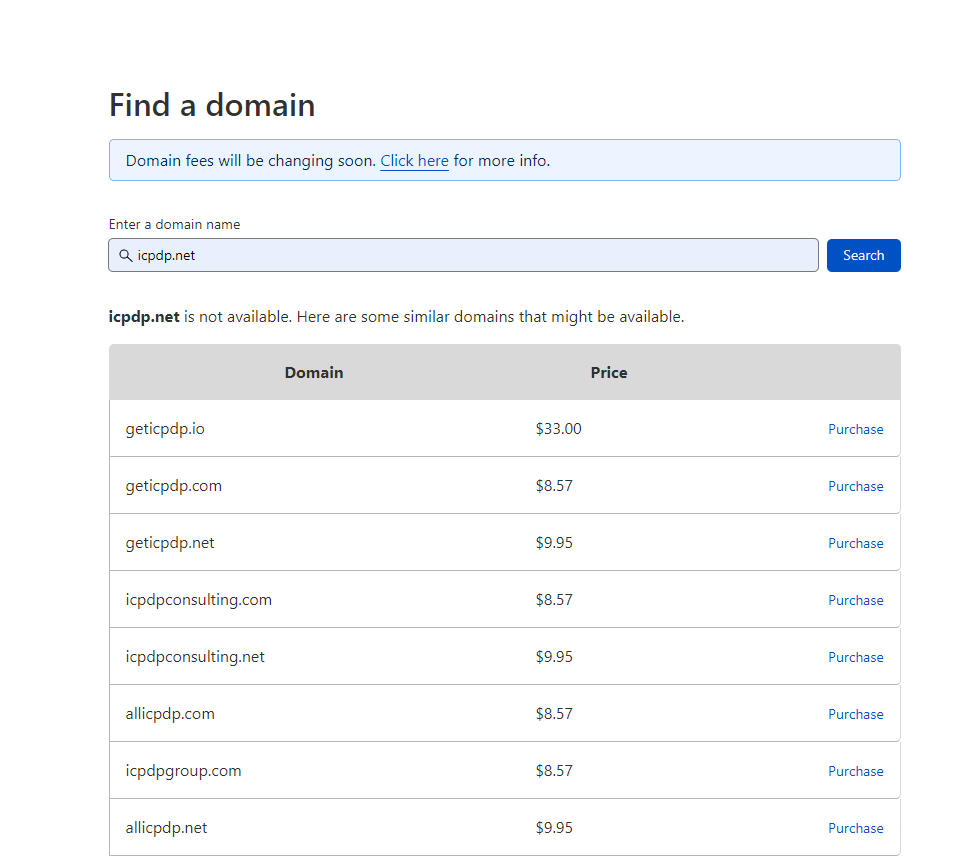 Find a domain
Domain fees will be changing soon. Click here for more info.
Enter a domain name
icpdp.net
Search
icpdp.net is not available. Here are some similar domains that might be available.
Domain Price
geticpdp.io $33.00 Purchase
geticpdp.com $8.57 Purchase
geticpdp.net $9.95 Purchase
icpdpconsulting.com $8.57 Purchase
icpdpconsulting.net $9.95 Purchase
allicpdp.com $8.57 Purchase
icpdpgroup.com $8.57 Purchase
allicpdp.net $9.95 Purchase